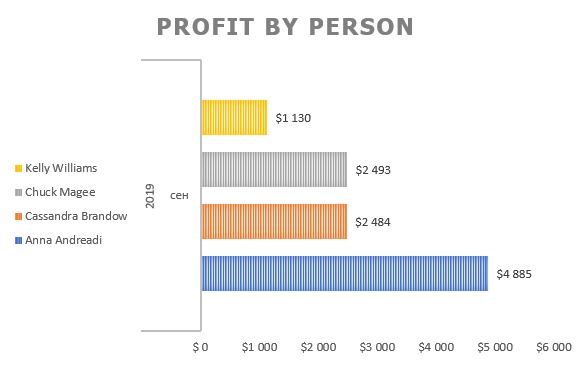 PROFIT BY PERSON
Kelly Williams
Chuck Magee
Cassandra Brandow
Anna Andreadi
2019
сен
$1 130
$2 493
$2 484
$4 885
$ 0
$1 000
$2 000
$3 000
$4 000
$5 000
$6 000